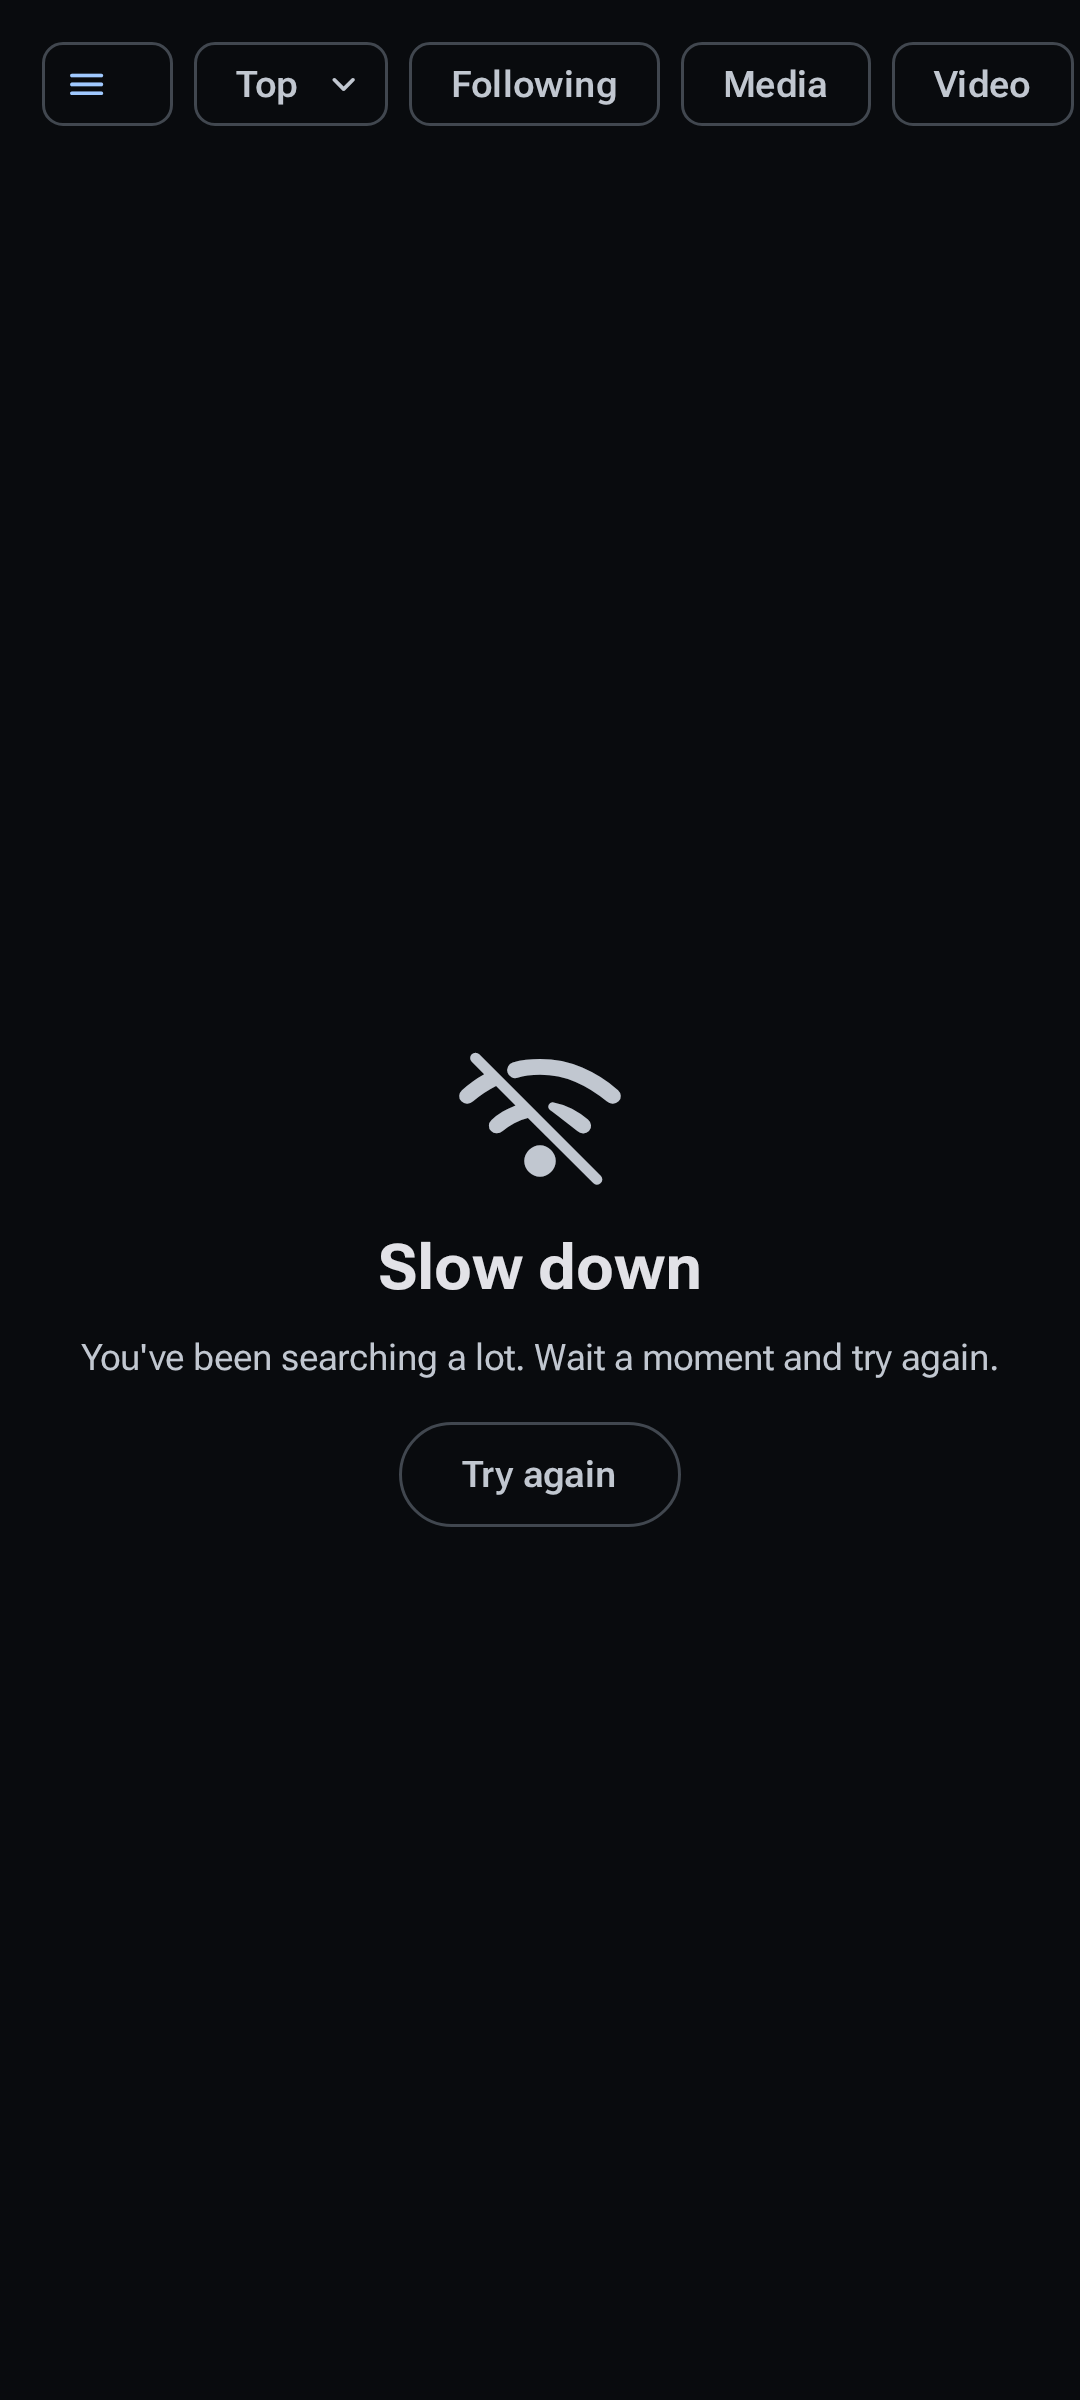 Top Following Media Video
Slow down
You've been searching a lot. Wait a moment and try again.
Try again